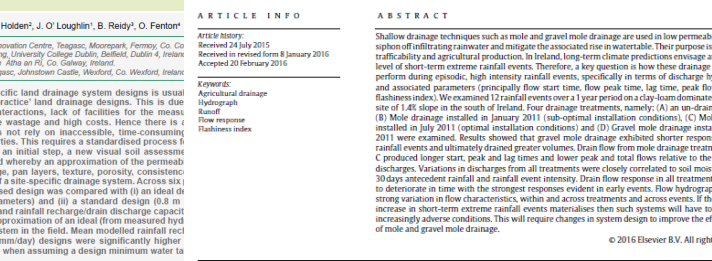 Holden², J. O' Loughlin¹, B. Reidy³, O. Fenton⁴
novation Centre, Teagasc, Moorepark, Fermoy, Co. Co
ng, University College Dublin, Belfield, Dublin 4, Ireland
Átha an Rí, Co. Galway, Ireland.
gasc, Johnstown Castle, Wexford, Co. Wexford, Ireland
cific land drainage system designs is usual
ractice' land drainage designs. This is due
nteractions, lack of facilities for the measu
e wastage and high costs. Hence there is
s not rely on inaccessible, time-consuming
ties. This requires a standardised process f
an initial step, a new visual soil assessme
d whereby an approximation of the permeab
ge, pan layers, texture, porosity, consistenc
f a site-specific drainage system. Across six
sed design was compared with (i) an ideal de
ameters) and (ii) a standard design (0.8 m
and rainfall recharge/drain discharge capacit
proximation of an ideal (from measured hyd
stem in the field. Mean modelled rainfall recl
mm/day) designs were significantly higher
when assuming a design minimum water ta
ARTICLE INFO
Article history:
Received 24 July 2015
Received in revised form 8 January 2016
Accepted 20 February 2016
Keywords:
Agricultural drainage
Hydrograph
Runoff
Flow response
Flashiness index
ABSTRACT
Shallow drainage techniques such as mole and gravel mole drainage are used in low permeabi
siphon off infiltrating rainwater and mitigate the associated rise in watertable. Their purpose is
trafficability and agricultural production. In Ireland, long-term climate predictions envisage a
level of short-term extreme rainfall events. Therefore, a key question is how these drainage
perform during episodic, high intensity rainfall events, specifically in terms of discharge hy
and associated parameters (principally flow start time, flow peak time, lag time, peak flo
flashiness index). We examined 12 rainfall events over a 1 year period on a clay-loam dominate
site of 1.4% slope in the south of Ireland. Four drainage treatments, namely; (A) an un-drain
(B) Mole drainage installed in January 2011 (sub-optimal installation conditions), (C) Mol
installed in July 2011 (optimal installation conditions) and (D) Gravel mole drainage insta
2011 were examined. Results showed that gravel mole drainage exhibited shorter respon
rainfall events and ultimately drained greater volumes. Drain flow from mole drainage treatm
C produced longer start, peak and lag times and lower peak and total flows relative to the
discharges. Variations in discharges from all treatments were closely correlated to soil mois
30 days antecedent rainfall and rainfall event intensity. Drain flow response in all treatment
to deteriorate in time with the strongest responses evident in early events. Flow hydrograp
strong variation in flow characteristics, within and across treatments and across events. If th
increase in short-term extreme rainfall events materialises then such systems will have to
increasingly adverse conditions. This will require changes in system design to improve the ef
of mole and gravel mole drainage.
© 2016 Elsevier B.V. All right